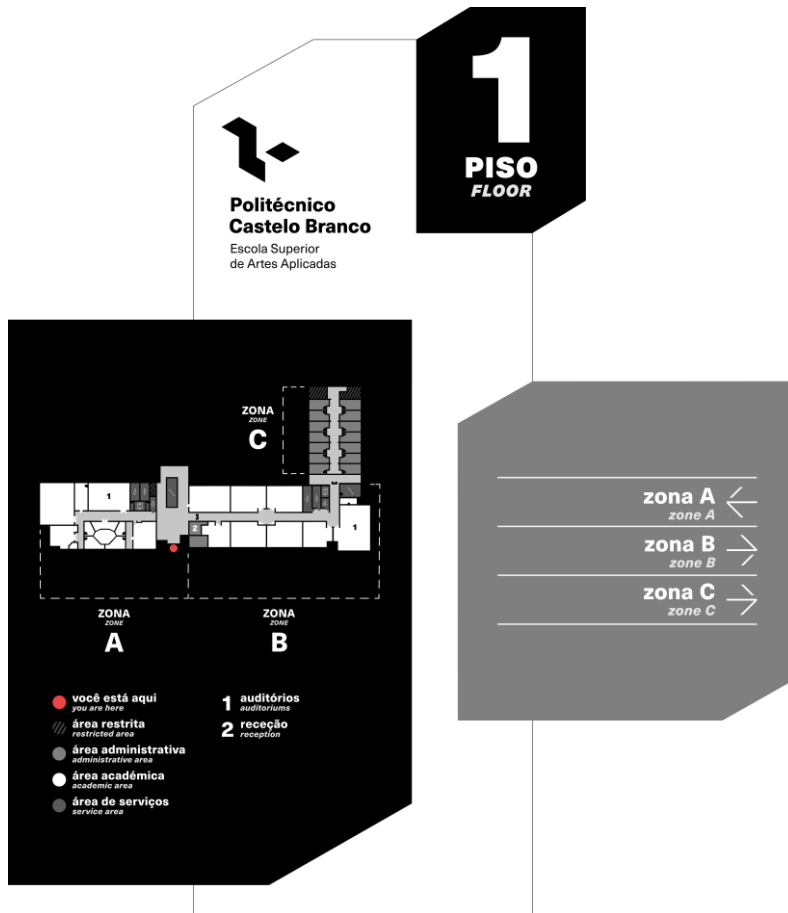 1
PISO
FLOOR
Politécnico
Castelo Branco
Escola Superior
de Artes Aplicadas
ZONA
ZONE
C
1
2
1
ZONA
ZONE
A
ZONA
ZONE
B
você está aqui
you are here
área restrita
restricted area
área administrativa
administrative area
área académica
academic area
área de serviços
service area
1 auditórios
auditoriums
2 receção
reception
zona A
zone A
zona B
zone B
zona C
zone C